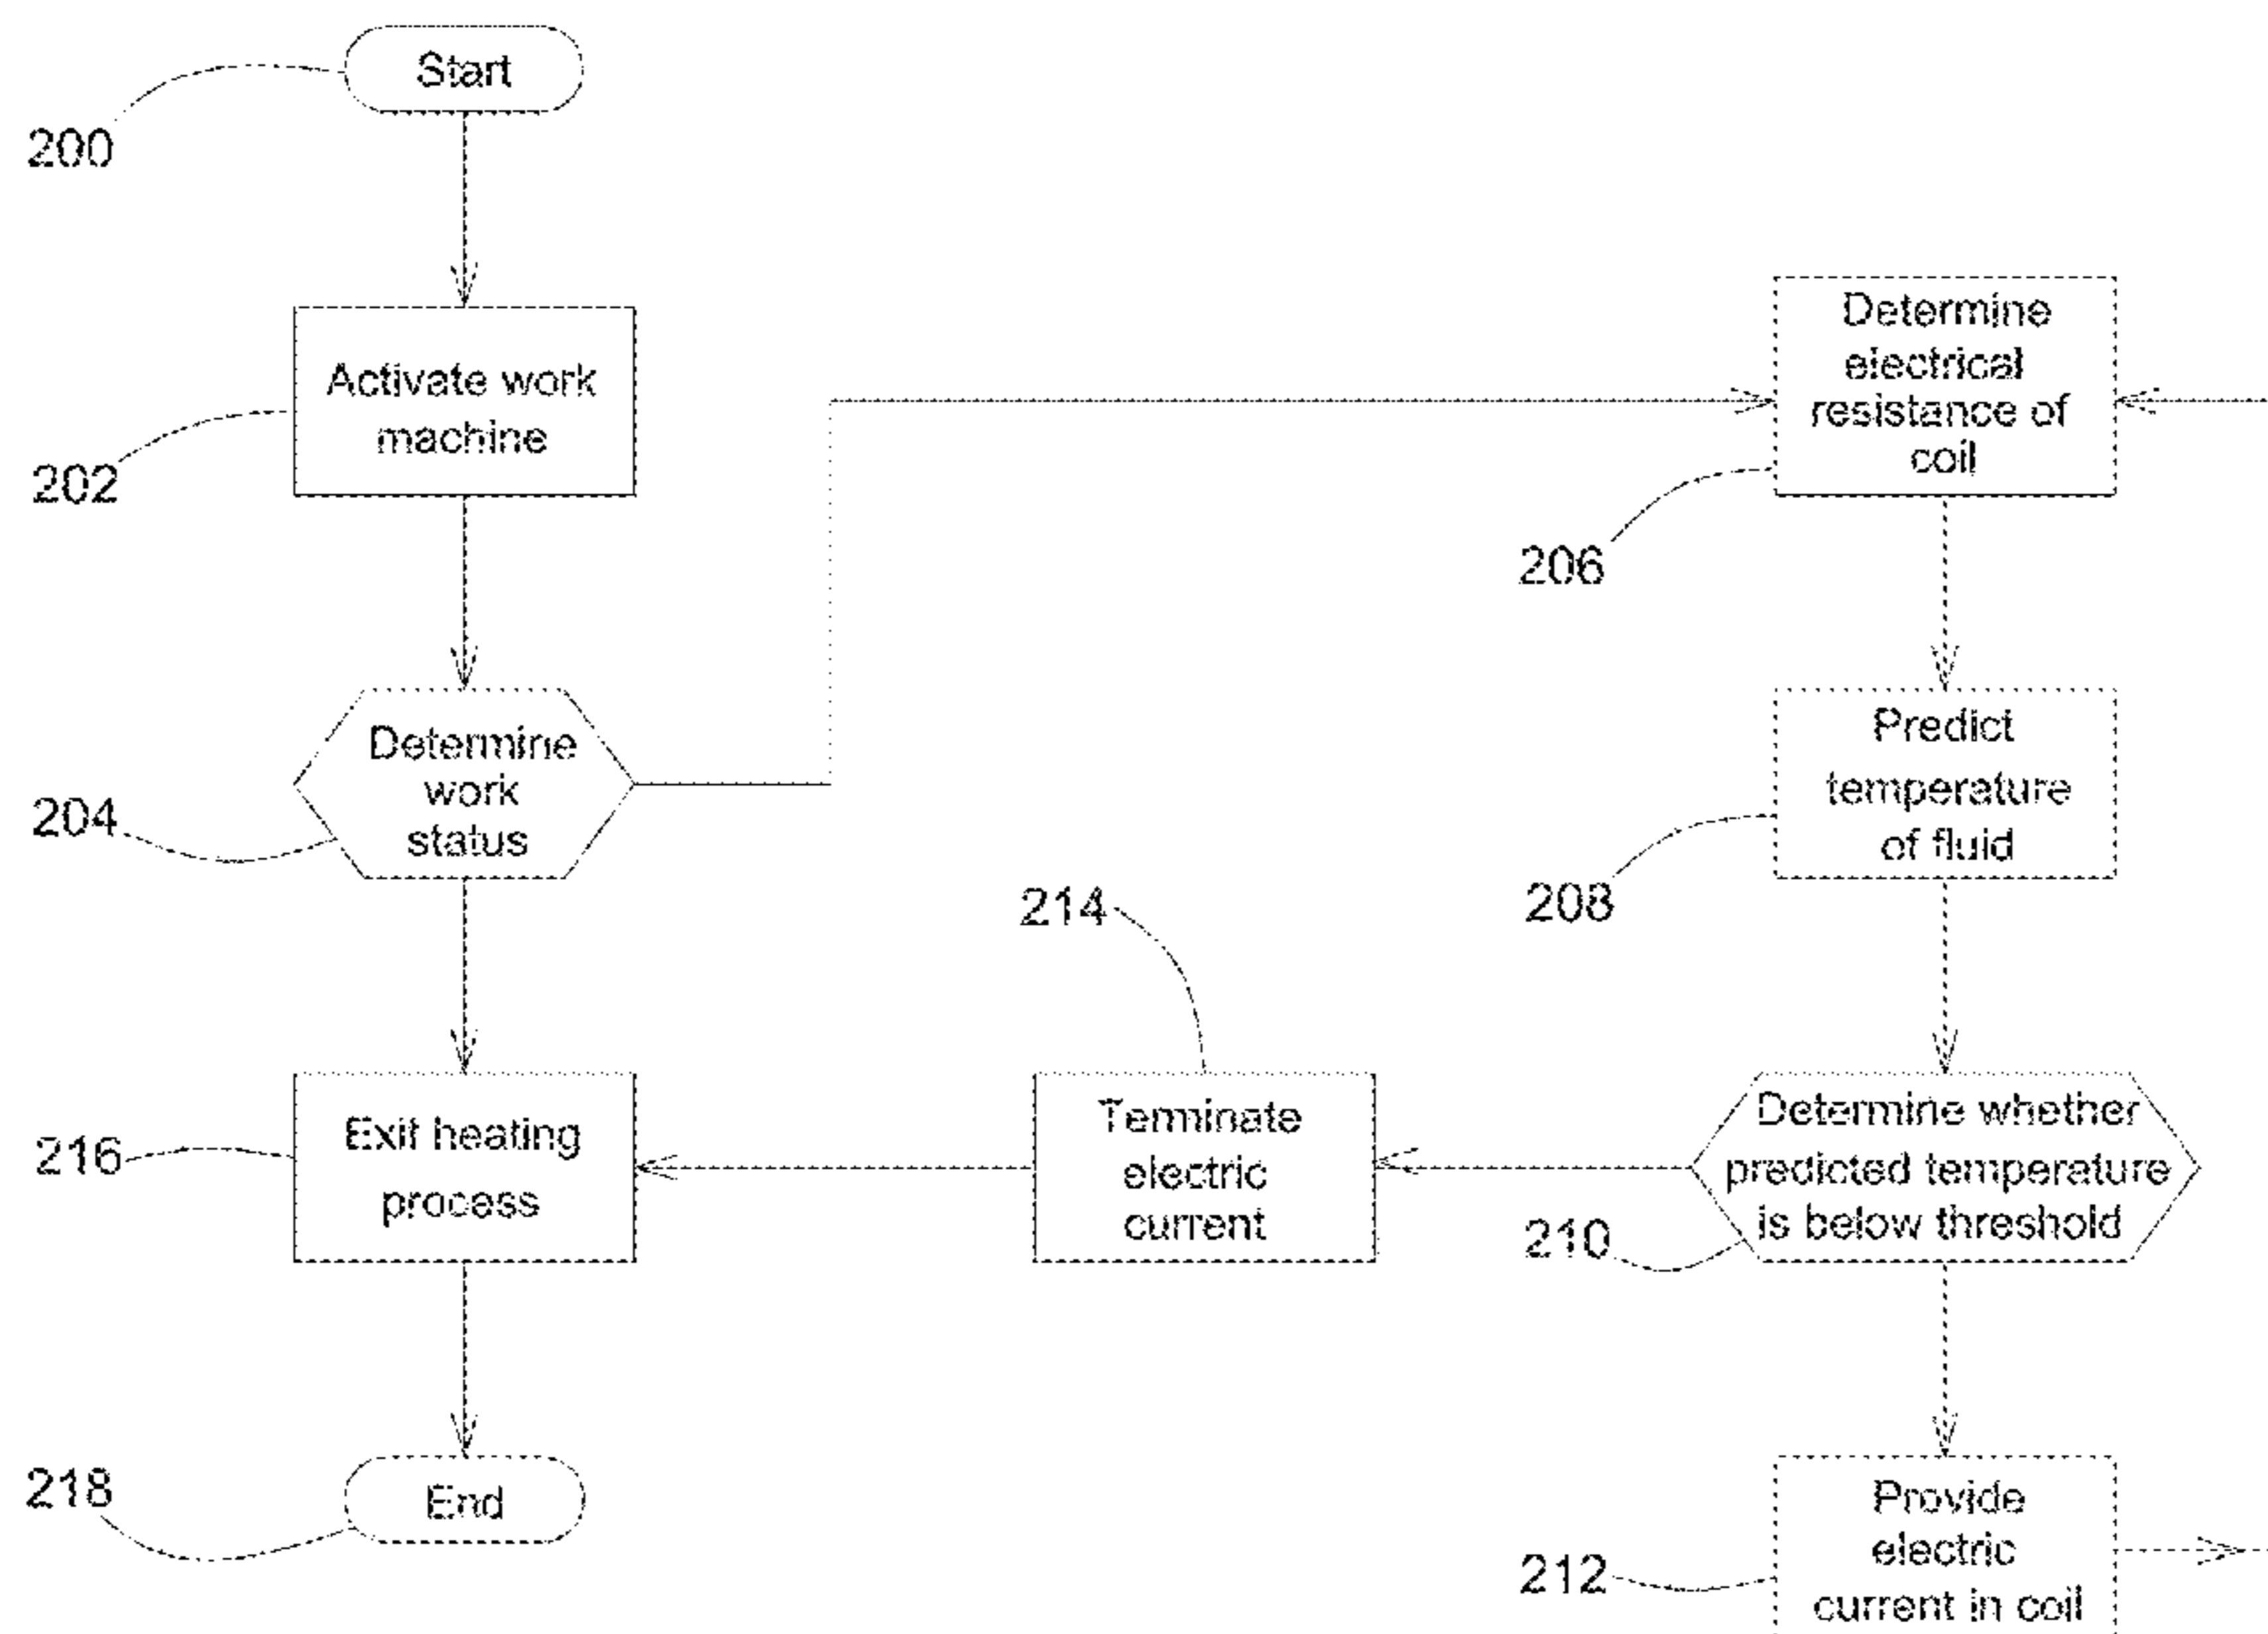 Start
200
Activate work
machine
202
Determine
work
status
204
Determine
electrical
resistance of
coil
206
Predict
temperature
of fluid
208
Determine whether
predicted temperature
is below threshold
210
Provide
electric
current in coil
212
214
Terminate
electric
current
Exit heating
process
216
End
218